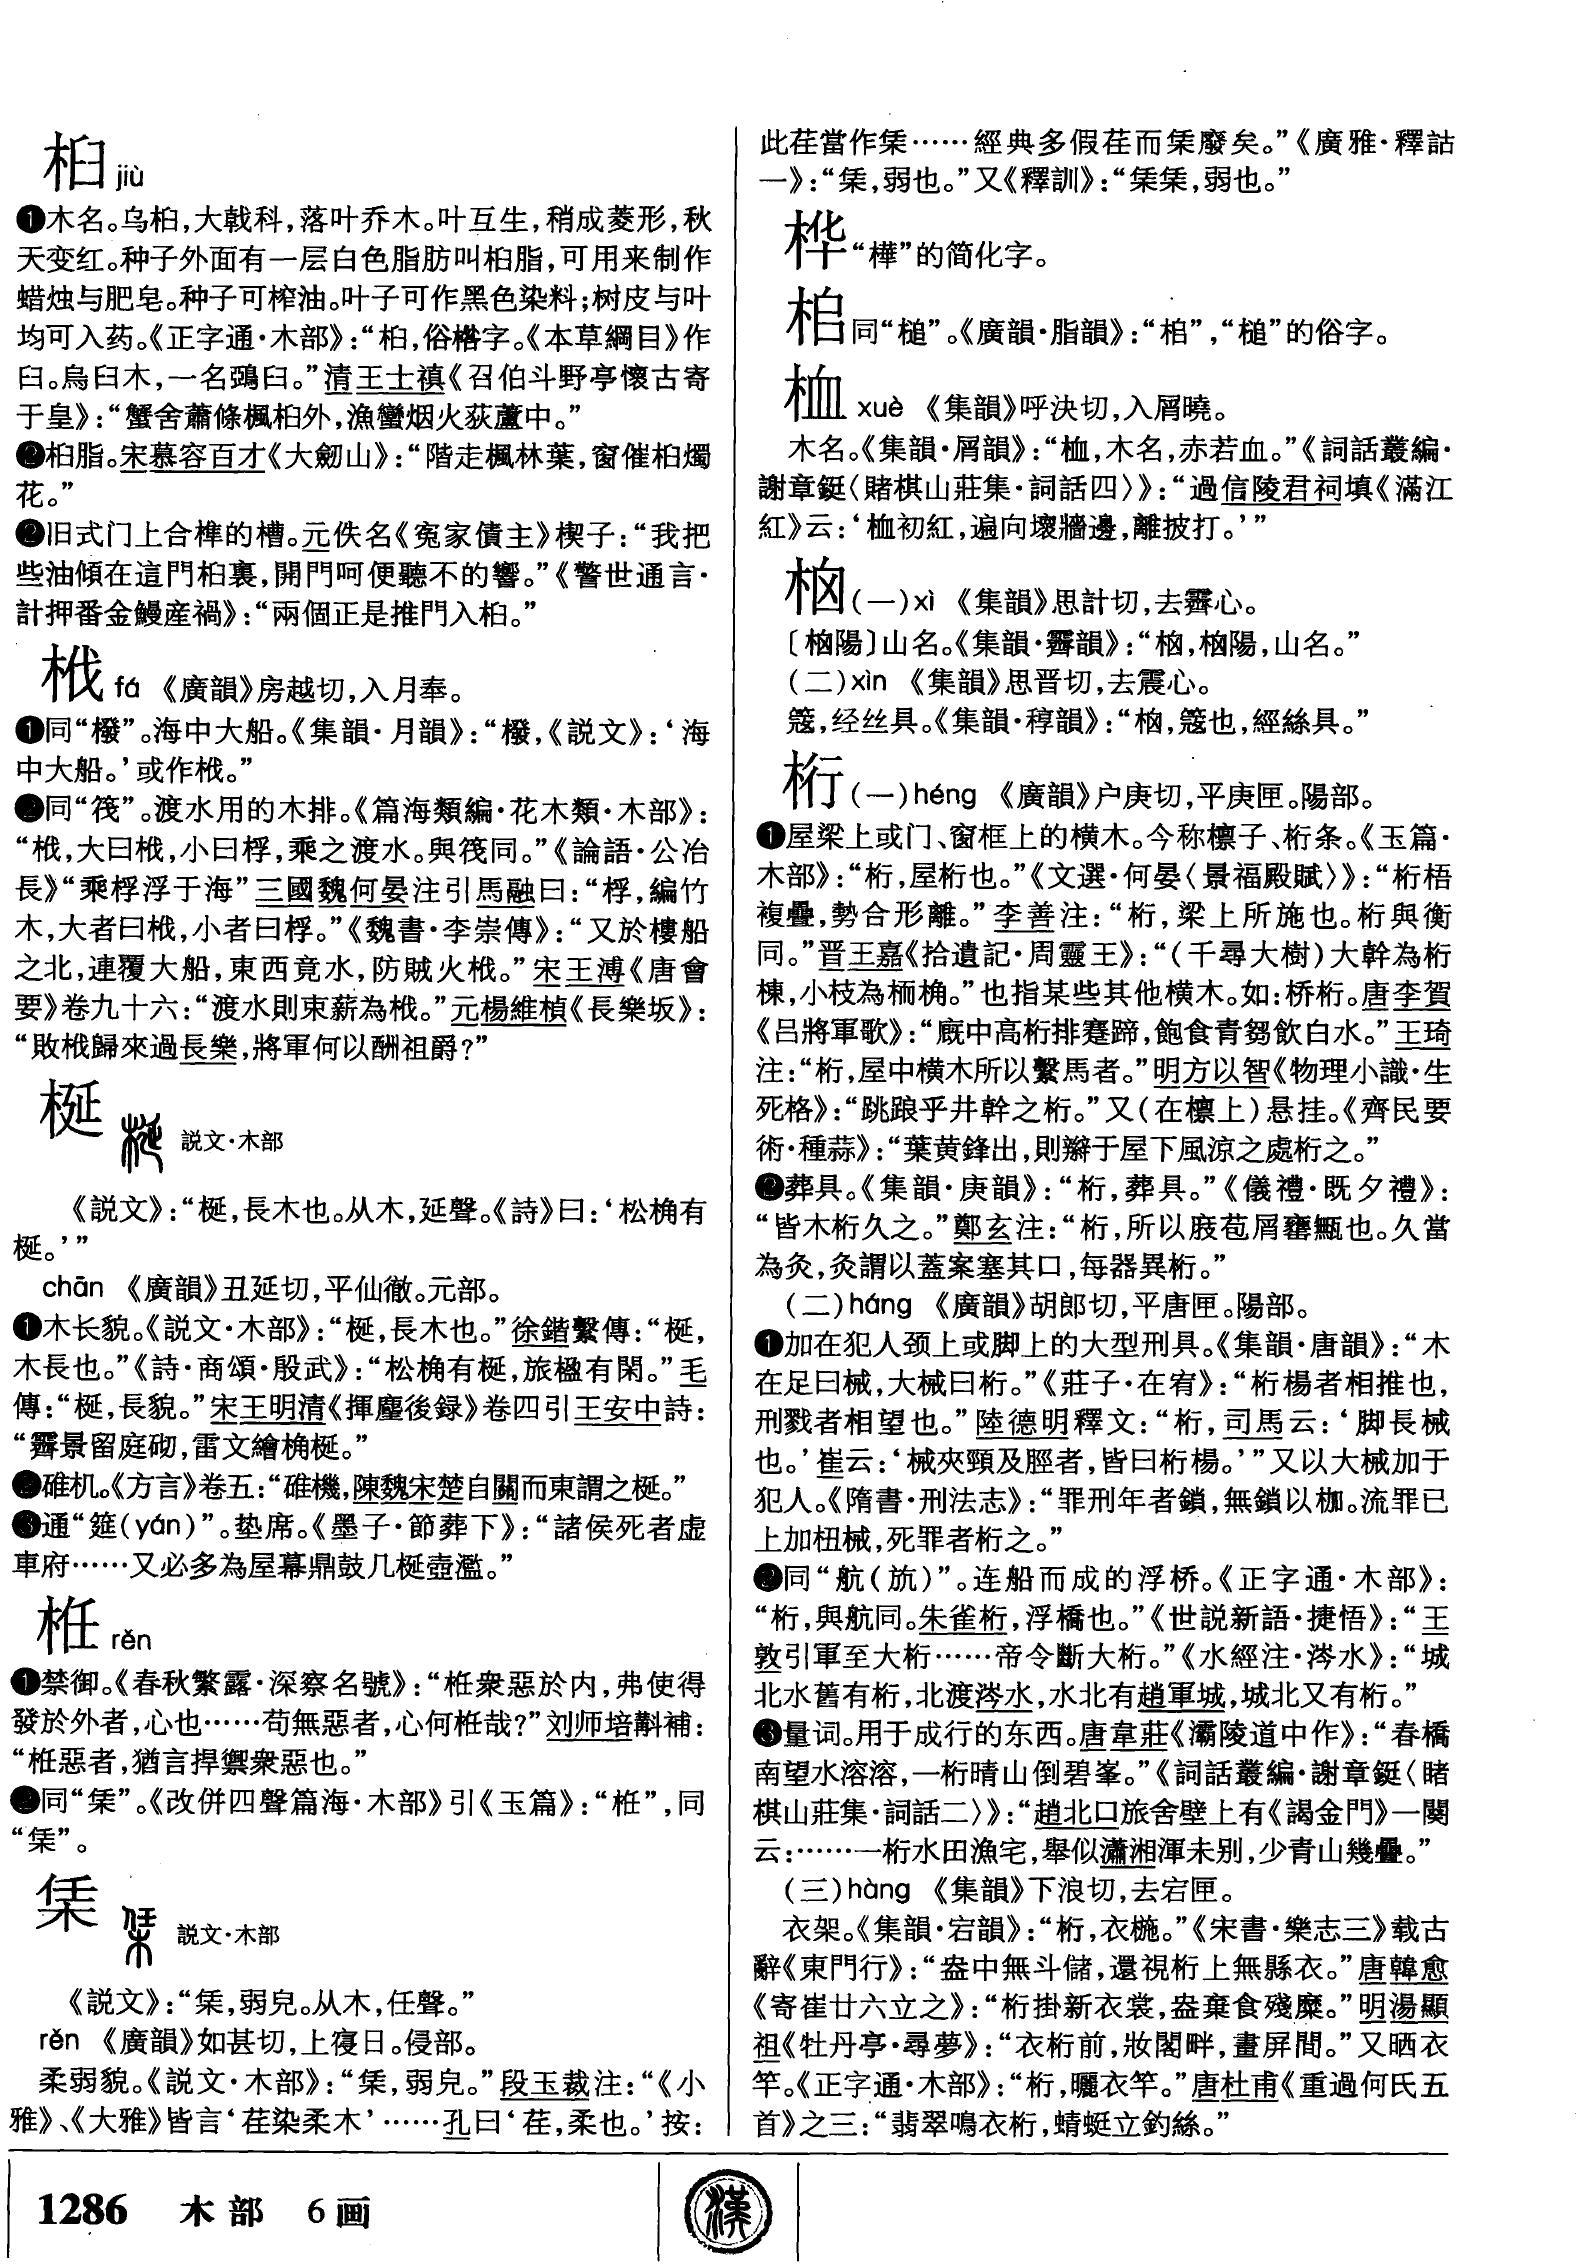 桕 jiù
❶木名。乌桕,大戟科,落叶乔木。叶互生,稍成菱形,秋
天变红。种子外面有一层白色脂肪叫桕脂,可用来制作
蜡烛与肥皂。种子可榨油。叶子可作黑色染料;树皮与叶
均可入药。《正字通·木部》:“桕,俗㮇字。《本草綱目》作
臼。烏臼木,一名鵶臼。”清王士禛《召伯斗野亭懷古寄
于皇》:“蟹舍蕭條楓桕外,漁蠻烟火荻蘆中。”
❷桕脂。宋慕容百才《大劒山》:“階走楓林葉,窗催桕燭
花。”
❷旧式门上合榫的槽。元佚名《寃家債主》楔子:“我把
些油傾在這門桕裏,開門呵便聽不的響。”《警世通言·
計押番金鰻産禍》:“兩個正是推門入桕。”
栰 fá 《廣韻》房越切,入月奉。
❶同“橃”。海中大船。《集韻·月韻》:“橃,《説文》:‘海
中大船。’或作栰。”
❷同“筏”。渡水用的木排。《篇海類編·花木類·木部》:
“栰,大曰栰,小曰桴,乘之渡水。與筏同。”《論語·公冶
長》“乘桴浮于海”三國魏何晏注引馬融曰:“桴,編竹
木,大者曰栰,小者曰桴。”《魏書·李崇傳》:“又於樓船
之北,連覆大船,東西竟水,防賊火栰。”宋王溥《唐會
要》卷九十六:“渡水則束薪為栰。”元楊維楨《長樂坂》:
“敗栰歸來過長樂,將軍何以酬祖爵?”
梴 説文·木部
《説文》:“梴,長木也。从木,延聲。《詩》曰:‘松桷有
梴。’”
chān 《廣韻》丑延切,平仙徹。元部。
❶木长貌。《説文·木部》:“梴,長木也。”徐鍇繫傳:“梴,
木長也。”《詩·商頌·殷武》:“松桷有梴,旅楹有閑。”毛
傳:“梴,長貌。”宋王明清《揮麈後録》卷四引王安中詩:
“霽景留庭砌,雷文繪桷梴。”
❷碓机。《方言》卷五:“碓機,陳魏宋楚自關而東謂之梴。”
❸通“筵(yán)”。垫席。《墨子·節葬下》:“諸侯死者虚
車府……又必多為屋幕鼎鼓几梴壺濫。”
栣 rěn
❶禁御。《春秋繁露·深察名號》:“栣衆惡於内,弗使得
發於外者,心也……苟無惡者,心何栣哉?”刘师培斠補:
“栣惡者,猶言捍禦衆惡也。”
❷同“栠”。《改併四聲篇海·木部》引《玉篇》:“栣”,同
“栠”。
栠 説文·木部
《説文》:“栠,弱皃。从木,任聲。”
rěn 《廣韻》如甚切,上寑日。侵部。
柔弱貌。《説文·木部》:“栠,弱皃。”段玉裁注:“《小
雅》、《大雅》皆言‘荏染柔木’……孔曰‘荏,柔也。’按:
此荏當作栠……經典多假荏而栠廢矣。”《廣雅·釋詁
一》:“栠,弱也。”又《釋訓》:“栠栠,弱也。”
桦 “樺”的简化字。
桘 同“槌”。《廣韻·脂韻》:“桘”,“槌”的俗字。
桖 xuè 《集韻》呼決切,入屑曉。
木名。《集韻·屑韻》:“桖,木名,赤若血。”《詞話叢編·
謝章鋌〈賭棋山莊集·詞話四〉》:“過信陵君祠填《滿江
紅》云:‘桖初紅,遍向壞牆邊,離披打。’”
栭(一)xì 《集韻》思計切,去霽心。
〔陽〕山名。《集韻·霽韻》:“陽,山名。”
(二)xìn 《集韻》思晋切,去震心。
簆,经丝具。《集韻·稕韻》:“簆也,經絲具。”
桁(一)héng 《廣韻》户庚切,平庚匣。陽部。
❶屋梁上或门、窗框上的横木。今称檩子、桁条。《玉篇·
木部》:“桁,屋桁也。”《文選·何晏〈景福殿賦〉》:“桁梧
複疊,勢合形離。”李善注:“桁,梁上所施也。桁與衡
同。”晋王嘉《拾遺記·周靈王》:“(千尋大樹)大幹為桁
棟,小枝為栭桷。”也指某些其他横木。如:桥桁。唐李賀
《吕將軍歌》:“厩中高桁排蹇蹄,飽食青芻飲白水。”王琦
注:“桁,屋中横木所以繫馬者。”明方以智《物理小識·生
死格》:“跳踉乎井幹之桁。”又(在檩上)悬挂。《齊民要
術·種蒜》:“葉黄鋒出,則辮于屋下風涼之處桁之。”
❷葬具。《集韻·庚韻》:“桁,葬具。”《儀禮·既夕禮》:
“皆木桁久之。”鄭玄注:“桁,所以庪苞屑罋甒也。久當
為灸,灸謂以蓋案塞其口,每器異桁。”
(二)háng 《廣韻》胡郎切,平唐匣。陽部。
❶加在犯人颈上或脚上的大型刑具。《集韻·唐韻》:“木
在足曰械,大械曰桁。”《莊子·在宥》:“桁楊者相推也,
刑戮者相望也。”陸德明釋文:“桁,司馬云:‘脚長械
也。’崔云:‘械夾頸及脛者,皆曰桁楊。’”又以大械加于
犯人。《隋書·刑法志》:“罪刑年者鎖,無鎖以枷。流罪已
上加杻械,死罪者桁之。”
❷同“航(斻)”。连船而成的浮桥。《正字通·木部》:
“桁,與航同。朱雀桁,浮橋也。”《世説新語·捷悟》:“王
敦引軍至大桁……帝令斷大桁。”《水經注·涔水》:“城
北水舊有桁,北渡涔水,水北有趙軍城,城北又有桁。”
❸量词。用于成行的东西。唐韋莊《灞陵道中作》:“春橋
南望水溶溶,一桁晴山倒碧峯。”《詞話叢編·謝章鋌〈賭
棋山莊集·詞話二〉》:“趙北口旅舍壁上有《謁金門》一闋
云:……一桁水田漁宅,舉似瀟湘渾未别,少青山幾疊。”
(三)hàng 《集韻》下浪切,去宕匣。
衣架。《集韻·宕韻》:“桁,衣椸。”《宋書·樂志三》载古
辭《東門行》:“盎中無斗儲,還視桁上無縣衣。”唐韓愈
《寄崔廿六立之》:“桁掛新衣裳,盎棄食殘糜。”明湯顯
祖《牡丹亭·尋夢》:“衣桁前,妝閣畔,畫屏間。”又晒衣
竿。《正字通·木部》:“桁,曬衣竿。”唐杜甫《重過何氏五
首》之三:“翡翠鳴衣桁,蜻蜓立釣絲。”
1286 木部 6画
漢